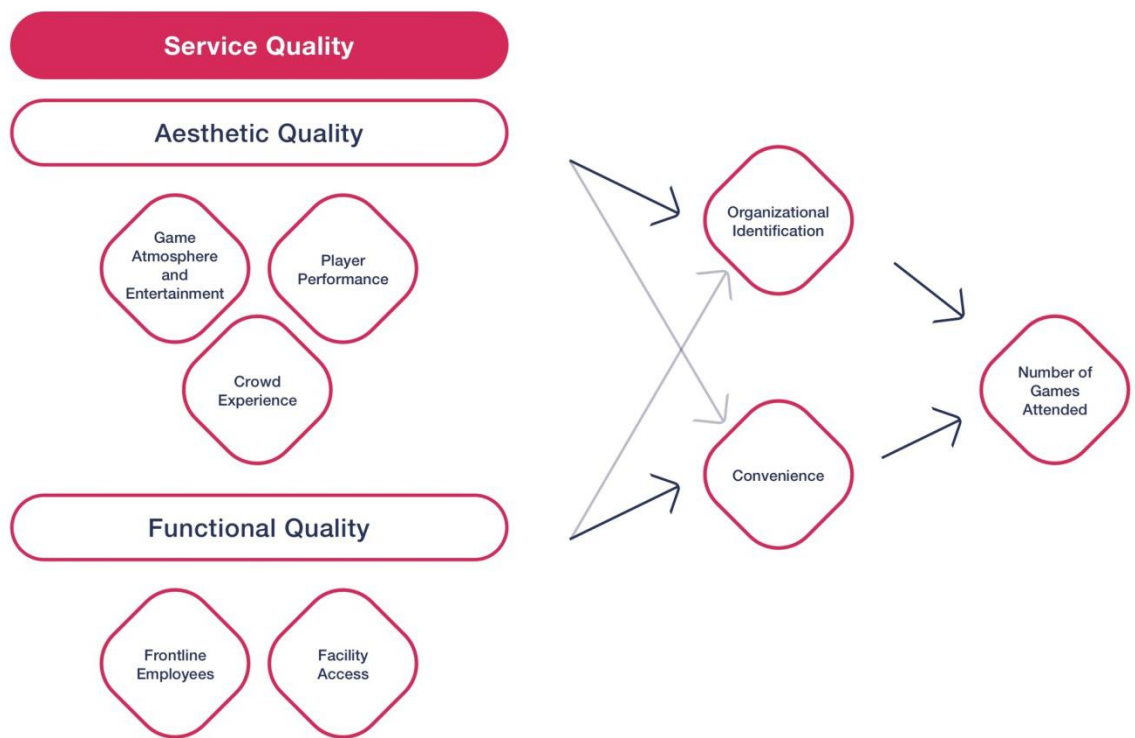 Service Quality
Aesthetic Quality
Game
Atmosphere
and
Entertainment
Player
Performance
Crowd
Experience
Functional Quality
Frontline
Employees
Facility
Access
Organizational
Identification
Convenience
Number of
Games
Attended